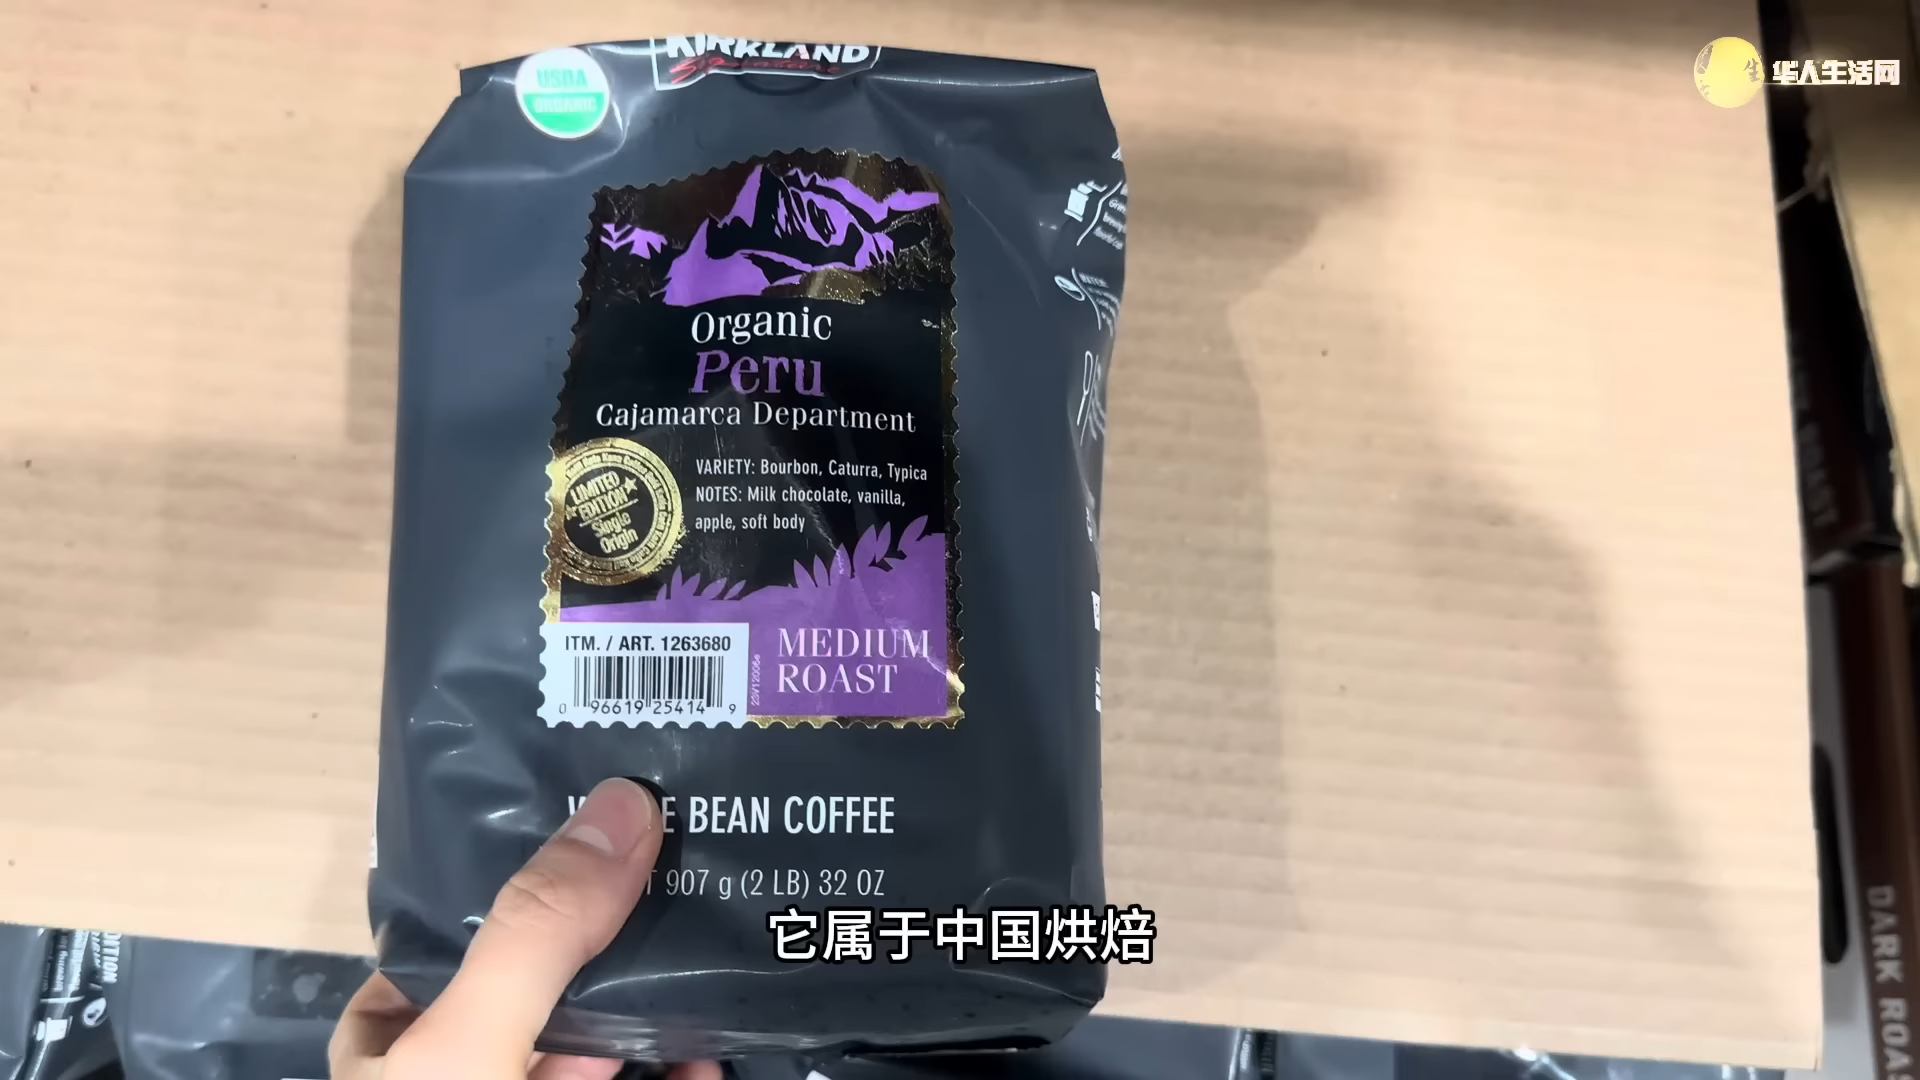 华人生活网
KIRKLAND
Signature
USDA
ORGANIC
Organic
Peru
Cajamarca Department
VARIETY: Bourbon, Caturra, Typica
NOTES: Milk chocolate, vanilla,
apple, soft body
LIMITED
EDITION
Single
Origin
ITM. / ART. 1263680
0 96619 25414 9
MEDIUM
ROAST
BEAN COFFEE
907 g (2 LB) 32 OZ
它属于中国烘焙
DARK ROAS